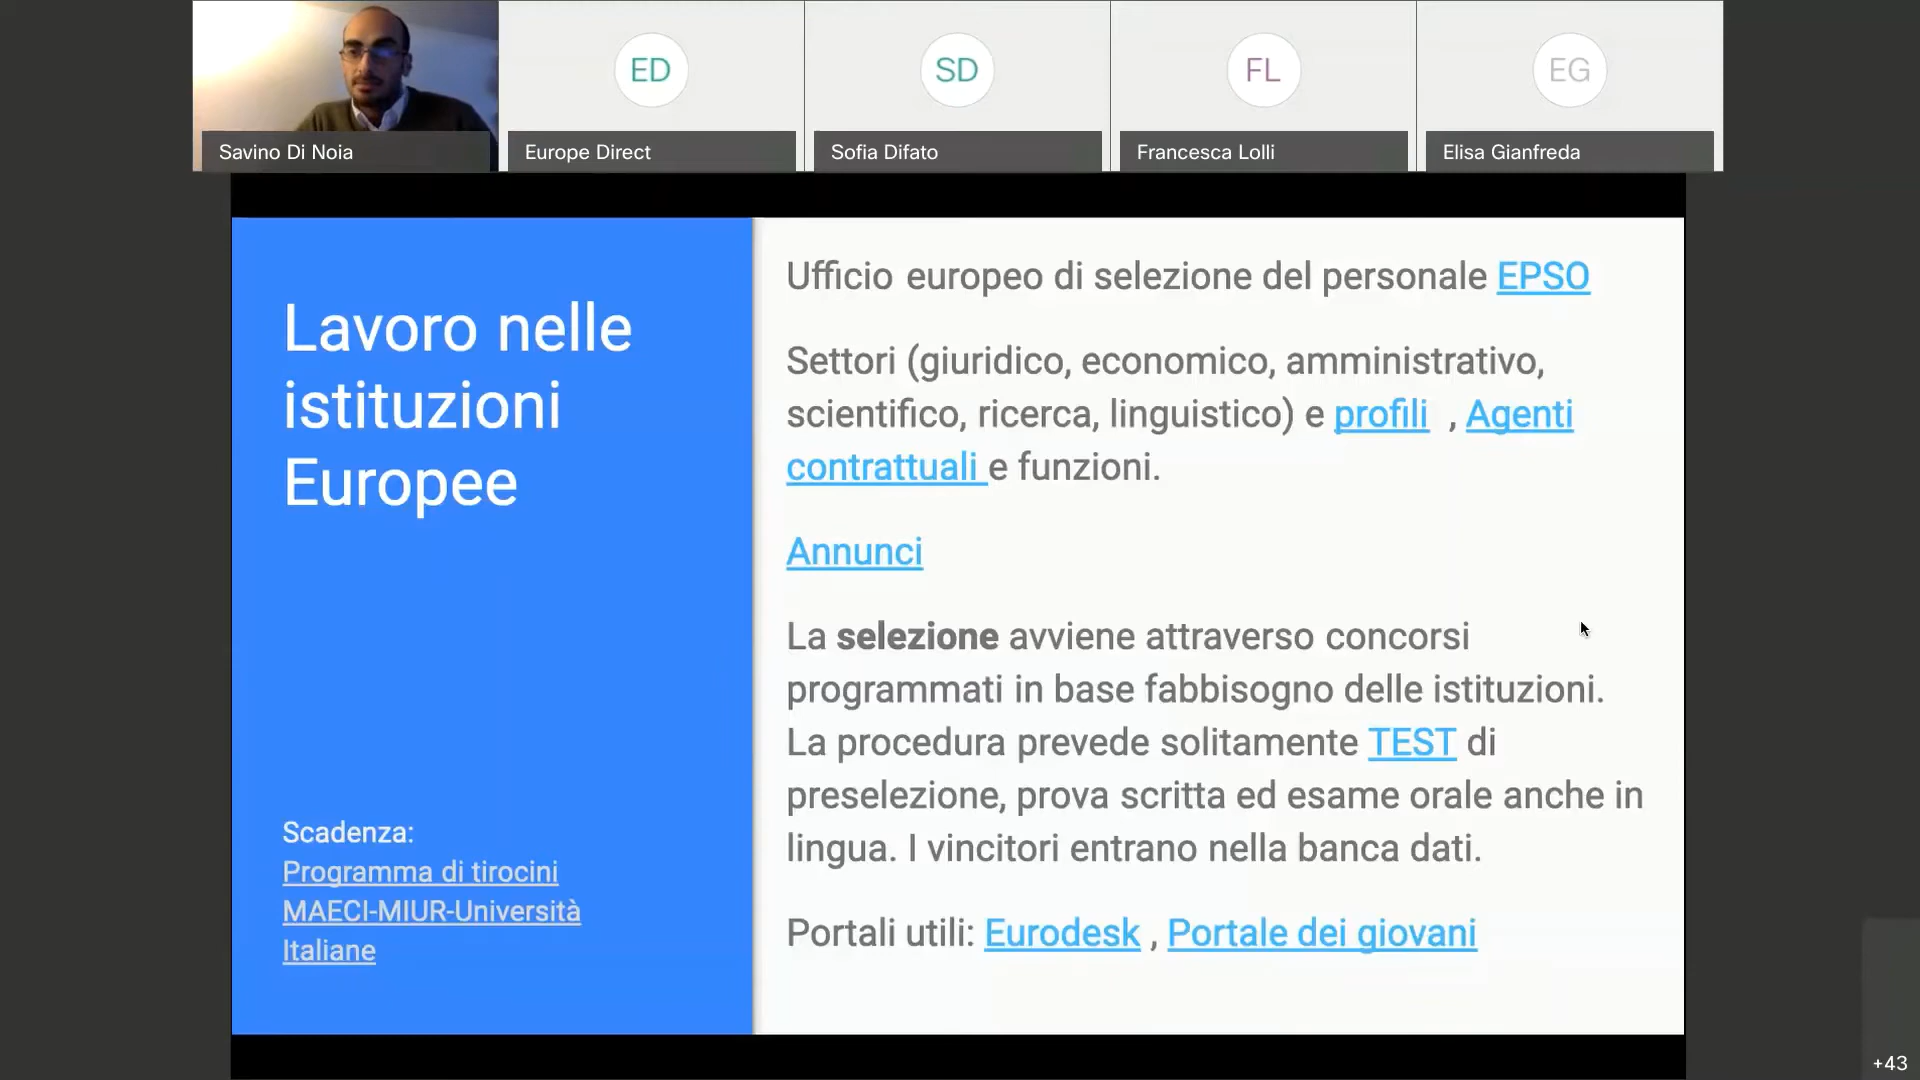 ED
SD
FL
EG
Savino Di Noia
Europe Direct
Sofia Difato
Francesca Lolli
Elisa Gianfreda
Lavoro nelle
istituzioni
Europee
Scadenza:
Programma di tirocini
MAECI-MIUR-Università
Italiane
Ufficio europeo di selezione del personale EPSO
Settori (giuridico, economico, amministrativo,
scientifico, ricerca, linguistico) e profili , Agenti
contrattuali e funzioni.
Annunci
La selezione avviene attraverso concorsi
programmati in base fabbisogno delle istituzioni.
La procedura prevede solitamente TEST di
preselezione, prova scritta ed esame orale anche in
lingua. I vincitori entrano nella banca dati.
Portali utili: Eurodesk , Portale dei giovani
+43